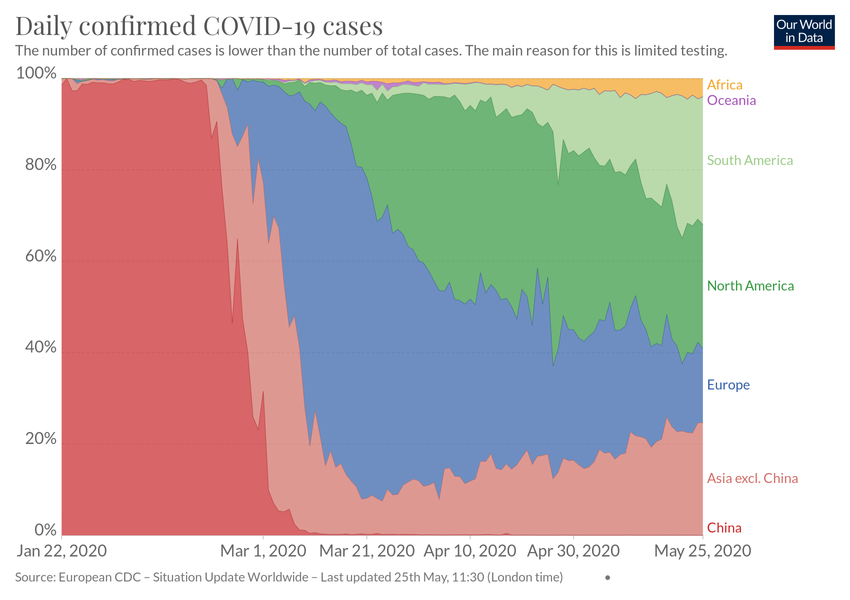 Daily confirmed COVID-19 cases
The number of confirmed cases is lower than the number of total cases. The main reason for this is limited testing.
Our World
in Data
100%
80%
60%
40%
20%
0%
Africa
Oceania
South America
North America
Europe
Asia excl. China
China
Jan 22, 2020
Mar 1, 2020
Mar 21, 2020
Apr 10, 2020
Apr 30, 2020
May 25, 2020
Source: European CDC – Situation Update Worldwide – Last updated 25th May, 11:30 (London time)